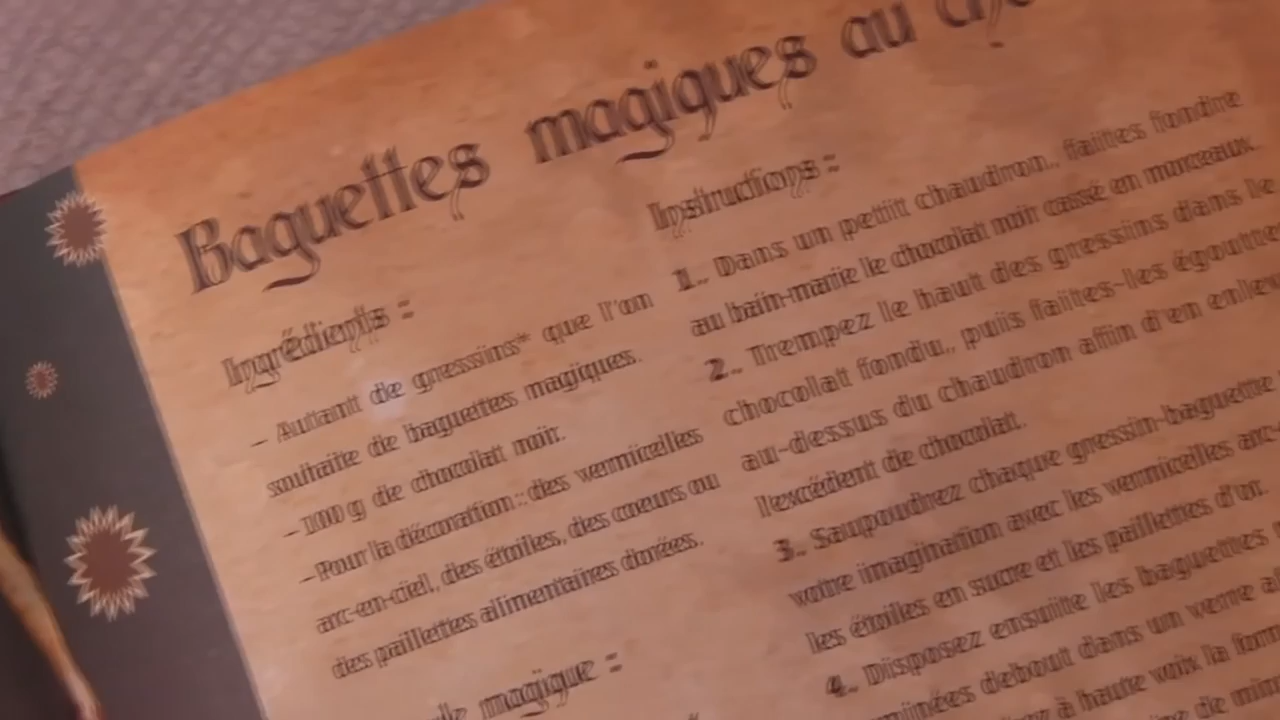 Baguettes magiques au
Ingrédients :
- Autant de gressins* que l'on
souhaite de baguettes magiques.
- 100 g de chocolat noir.
- Pour la décoration : des vermicelles
arc-en-ciel, des étoiles, des coeurs ou
des paillettes alimentaires dorées.
magique :
Instructions :
1. Dans un petit chaudron, faites fondre
au bain-marie le chocolat noir cassé en morceaux.
2. Trempez le haut des gressins dans le
chocolat fondu, puis faites-les
au-dessus du chaudron afin d'en
l'excédent de chocolat.
3. Saupoudrez chaque gressin-baguette
votre imagination avec les vermicelles
les étoiles en sucre et les paillettes d'or.
4. Disposez ensuite les baguettes
debout dans un verre
à haute voix la
de